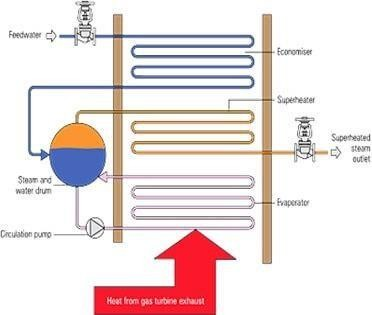 Feedwater
Economiser
Superheater
Superheated
steam
outlet
Steam and
water drum
Evaporator
Circulation pump
Heat from gas turbine exhaust